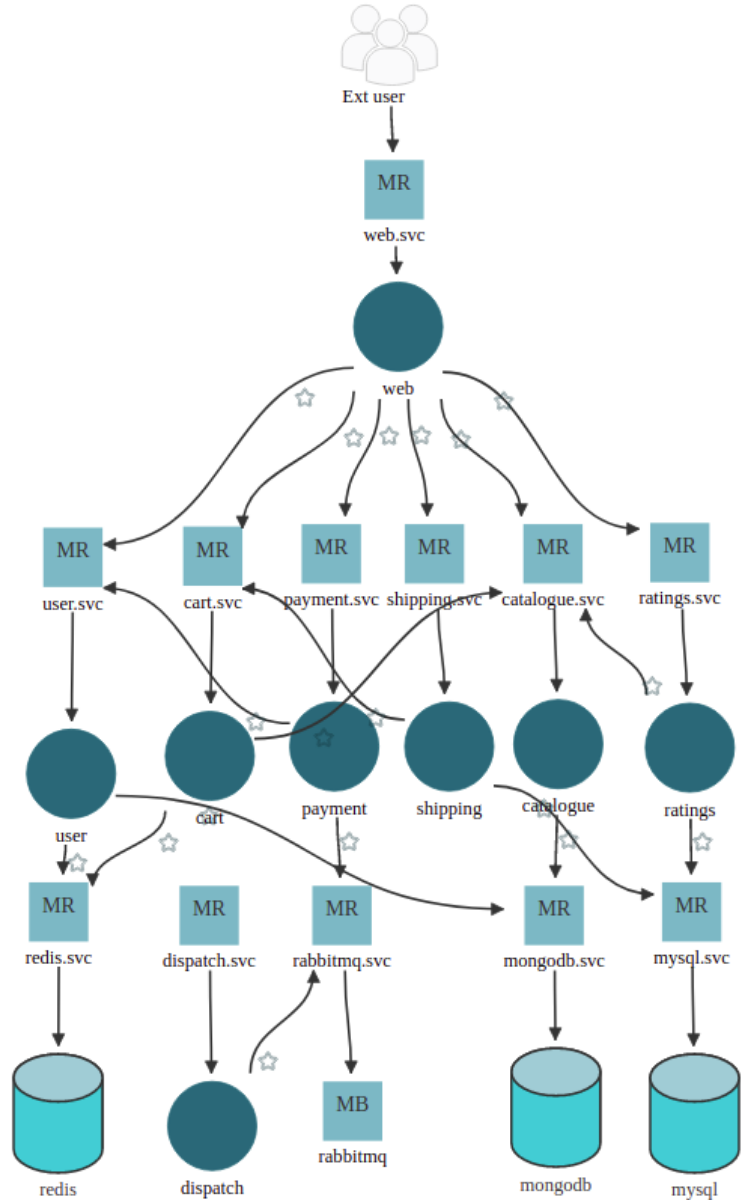 Ext user
MR
web.svc
web
MR MR MR MR MR MR
user.svc cart.svc payment.svc shipping.svc catalogue.svc ratings.svc
user cart payment shipping catalogue ratings
MR MR MR MR MR
redis.svc dispatch.svc rabbitmq.svc mongodb.svc mysql.svc
MB
redis dispatch rabbitmq mongodb mysql